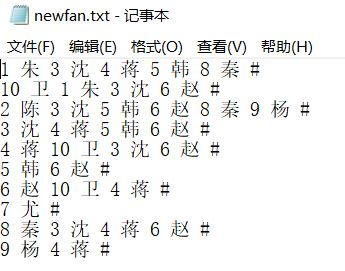 newfan.txt - 记事本
文件(F) 编辑(E) 格式(O) 查看(V) 帮助(H)
1 朱 3 沈 4 蒋 5 韩 8 秦 #
10 卫 1 朱 3 沈 6 赵 #
2 陈 3 沈 5 韩 6 赵 8 秦 9 杨 #
3 沈 4 蒋 5 韩 6 赵 #
4 蒋 10 卫 3 沈 6 赵 #
5 韩 6 赵 #
6 赵 10 卫 4 蒋 #
7 尤 #
8 秦 3 沈 4 蒋 6 赵 #
9 杨 4 蒋 #